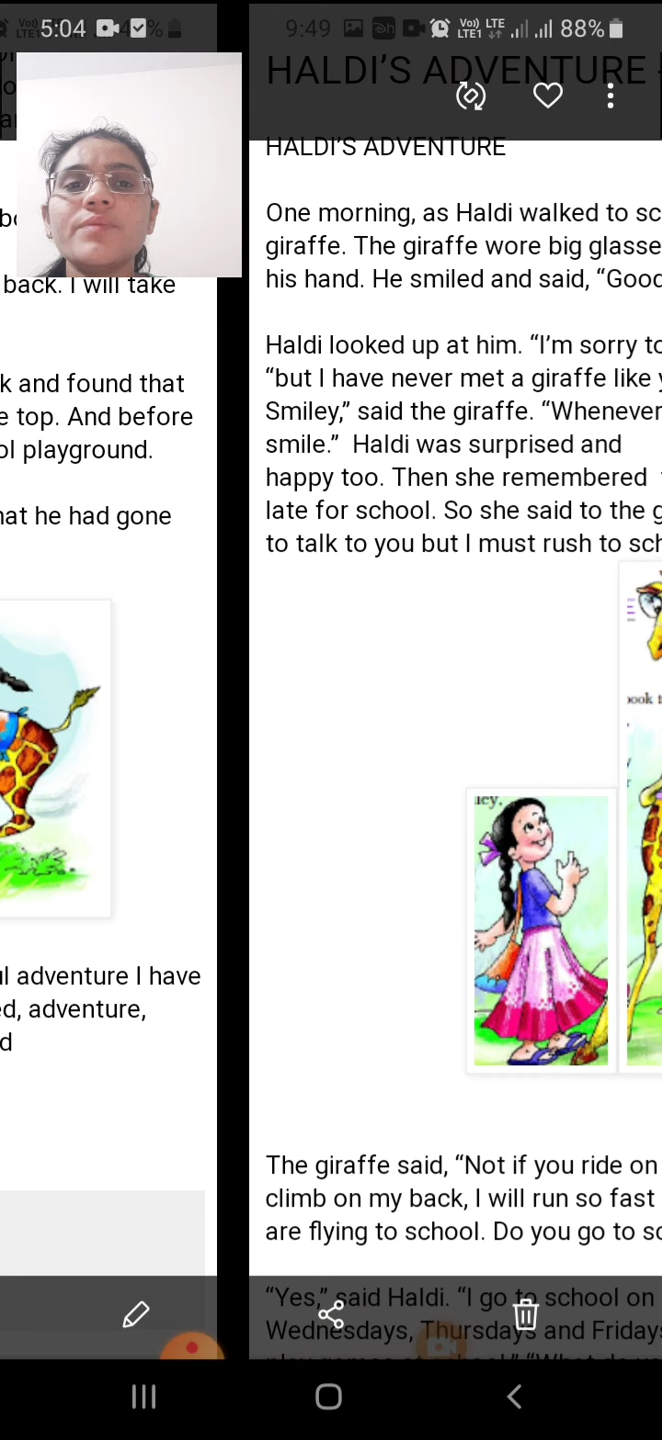 5:04
9:49 Vo) LTE LTE1 88%
HALDI'S ADVENTURE
back. I will take
k and found that
e top. And before
ol playground.
hat he had gone
ul adventure I have
ed, adventure,
d
HALDI'S ADVENTURE
One morning, as Haldi walked to sc
giraffe. The giraffe wore big glasse
his hand. He smiled and said, “Good
Haldi looked up at him. “I'm sorry to
“but I have never met a giraffe like y
Smiley,” said the giraffe. “Whenever
smile.” Haldi was surprised and
happy too. Then she remembered
late for school. So she said to the g
to talk to you but I must rush to sch
ook
ley.
The giraffe said, “Not if you ride on
climb on my back, I will run so fast
are flying to school. Do you go to sc
“Yes,” said Haldi. “I go to school on
Wednesdays, Thursdays and Fridays